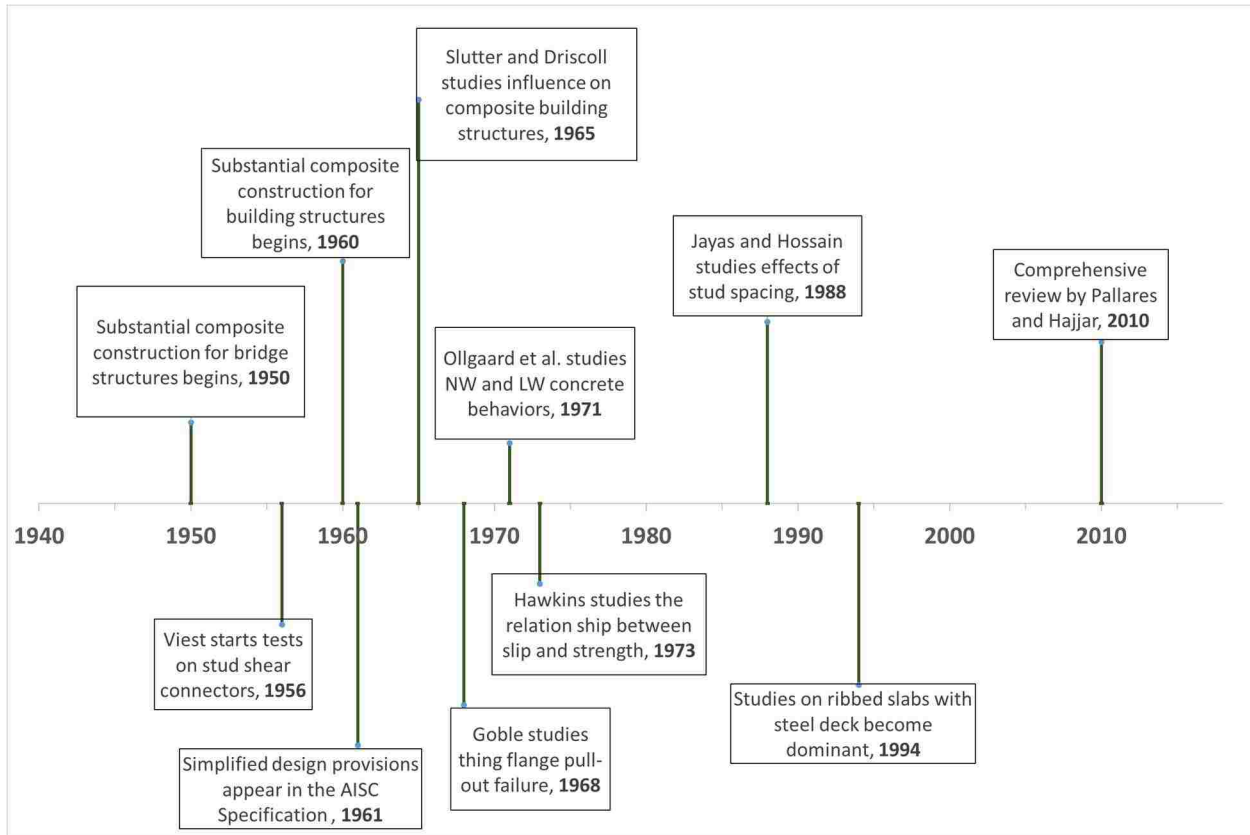 Slutter and Driscoll
studies influence on
composite building
structures, 1965
Substantial composite
construction for
building structures
begins, 1960
Jayas and Hossain
studies effects of
stud spacing, 1988
Comprehensive
review by Pallares
and Hajjar, 2010
Substantial composite
construction for bridge
structures begins, 1950
Ollgaard et al. studies
NW and LW concrete
behaviors, 1971
1940 1950 1960 1970 1980 1990 2000 2010
Hawkins studies the
relation ship between
slip and strength, 1973
Viest starts tests
on stud shear
connectors, 1956
Studies on ribbed slabs with
steel deck become
dominant, 1994
Goble studies
thing flange pull-
out failure, 1968
Simplified design provisions
appear in the AISC
Specification , 1961